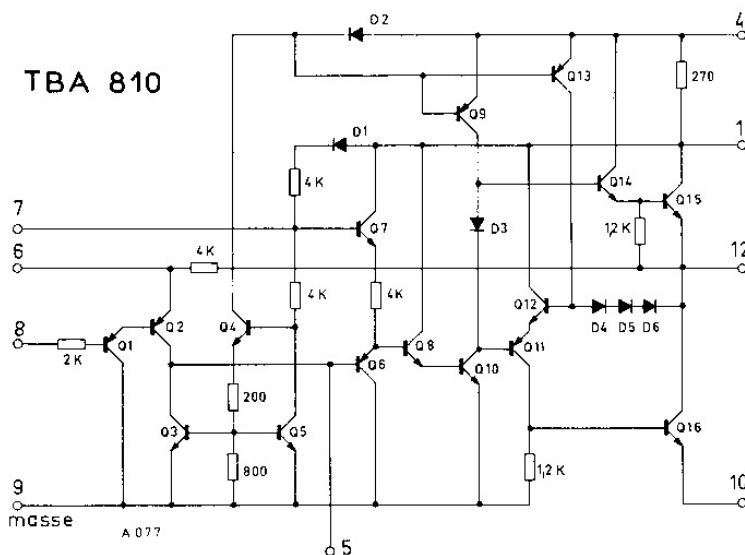 D2
4
TBA 810
Q13
270
Q9
1
D1
4K
D14
Q15
7
Q7
D3
1,2K
6
4K
12
4K
4K
Q12
8
Q2
Q4
D4 D5 D6
2K
Q1
Q8
Q11
Q6
Q10
200
Q3
Q5
Q16
800
1,2K
9
10
masse
A 077
5